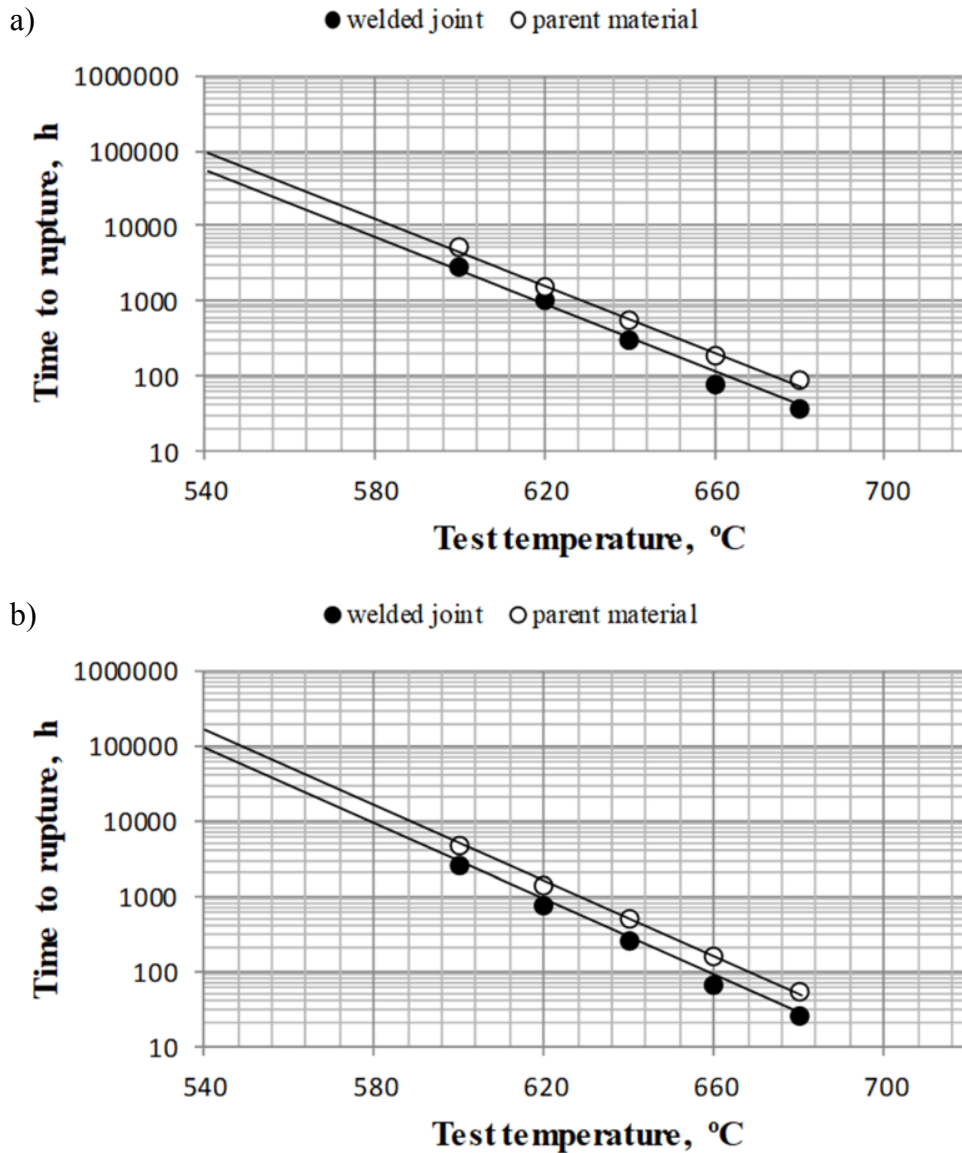 a)
welded joint parent material
1000000
100000
10000
1000
100
10
540 580 620 660 700
Time to rupture, h
Test temperature, ºC
b)
welded joint parent material
1000000
100000
10000
1000
100
10
540 580 620 660 700
Time to rupture, h
Test temperature, ºC